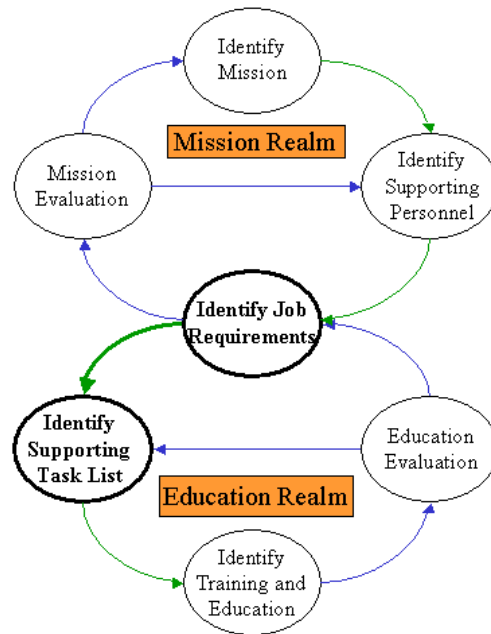 Identify
Mission
Mission Realm
Mission
Evaluation
Identify
Supporting
Personnel
Identify Job
Requirements
Identify
Supporting
Task List
Education
Evaluation
Education Realm
Identify
Training and
Education